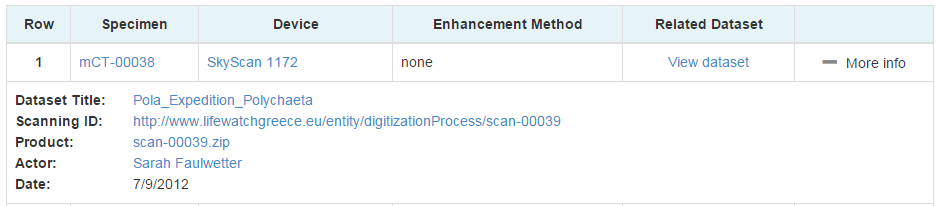 Row Specimen Device Enhancement Method Related Dataset
1 mCT-00038 SkyScan 1172 none View dataset More info
Dataset Title: Pola_Expedition_Polychaeta
Scanning ID: http://www.lifewatchgreece.eu/entity/digitizationProcess/scan-00039
Product: scan-00039.zip
Actor: Sarah Faulwetter
Date: 7/9/2012